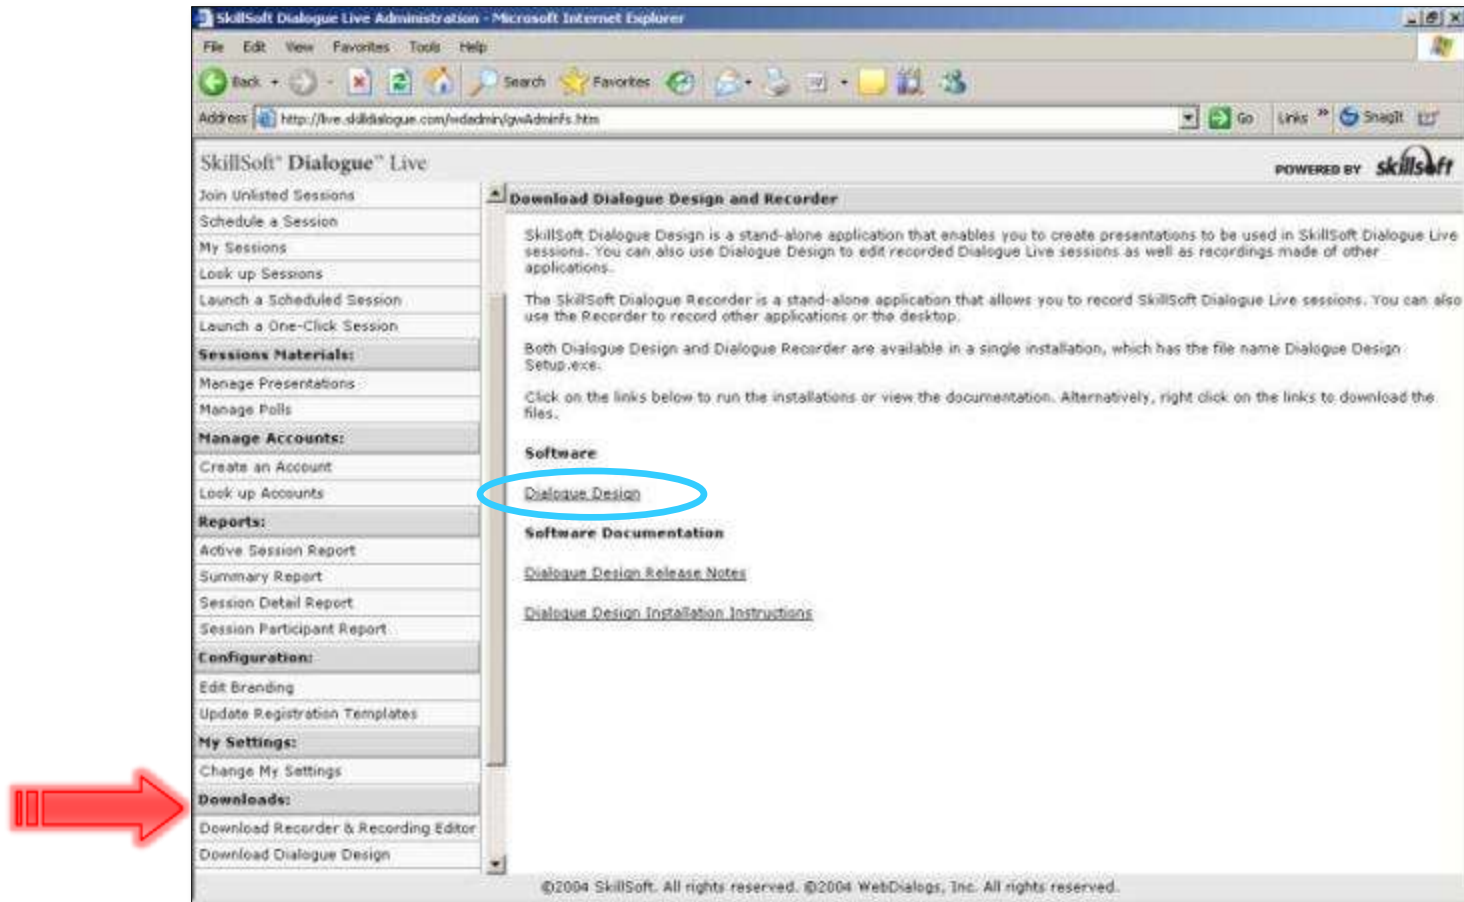 SkillSoft Dialogue Live Administration - Microsoft Internet Explorer
File Edit View Favorites Tools Help
Back Search Favorites
Address http://live.skilldialogue.com/wdadmin/gwAdminfs.htm Go Links » SnagIt
SkillSoft® Dialogue™ Live
POWERED BY skillsoft
Join Unlisted Sessions
Schedule a Session
My Sessions
Look up Sessions
Launch a Scheduled Session
Launch a One-Click Session
Sessions Materials:
Manage Presentations
Manage Polls
Manage Accounts:
Create an Account
Look up Accounts
Reports:
Active Session Report
Summary Report
Session Detail Report
Session Participant Report
Configuration:
Edit Branding
Update Registration Templates
My Settings:
Change My Settings
Downloads:
Download Recorder & Recording Editor
Download Dialogue Design
Download Dialogue Design and Recorder
SkillSoft Dialogue Design is a stand-alone application that enables you to create presentations to be used in SkillSoft Dialogue Live
sessions. You can also use Dialogue Design to edit recorded Dialogue Live sessions as well as recordings made of other
applications.
The SkillSoft Dialogue Recorder is a stand-alone application that allows you to record SkillSoft Dialogue Live sessions. You can also
use the Recorder to record other applications or the desktop.
Both Dialogue Design and Dialogue Recorder are available in a single installation, which has the file name Dialogue Design
Setup.exe.
Click on the links below to run the installations or view the documentation. Alternatively, right click on the links to download the
files.
Software
Dialogue Design
Software Documentation
Dialogue Design Release Notes
Dialogue Design Installation Instructions
©2004 SkillSoft. All rights reserved. ©2004 WebDialogs, Inc. All rights reserved.